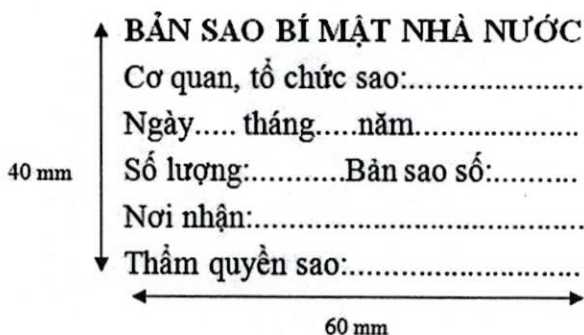 BẢN SAO BÍ MẬT NHÀ NƯỚC
Cơ quan, tổ chức sao:......................
Ngày..... tháng.....năm.....................
40 mm
Số lượng:............Bản sao số:...........
Nơi nhận:...........................................
Thẩm quyền sao:..............................
60 mm